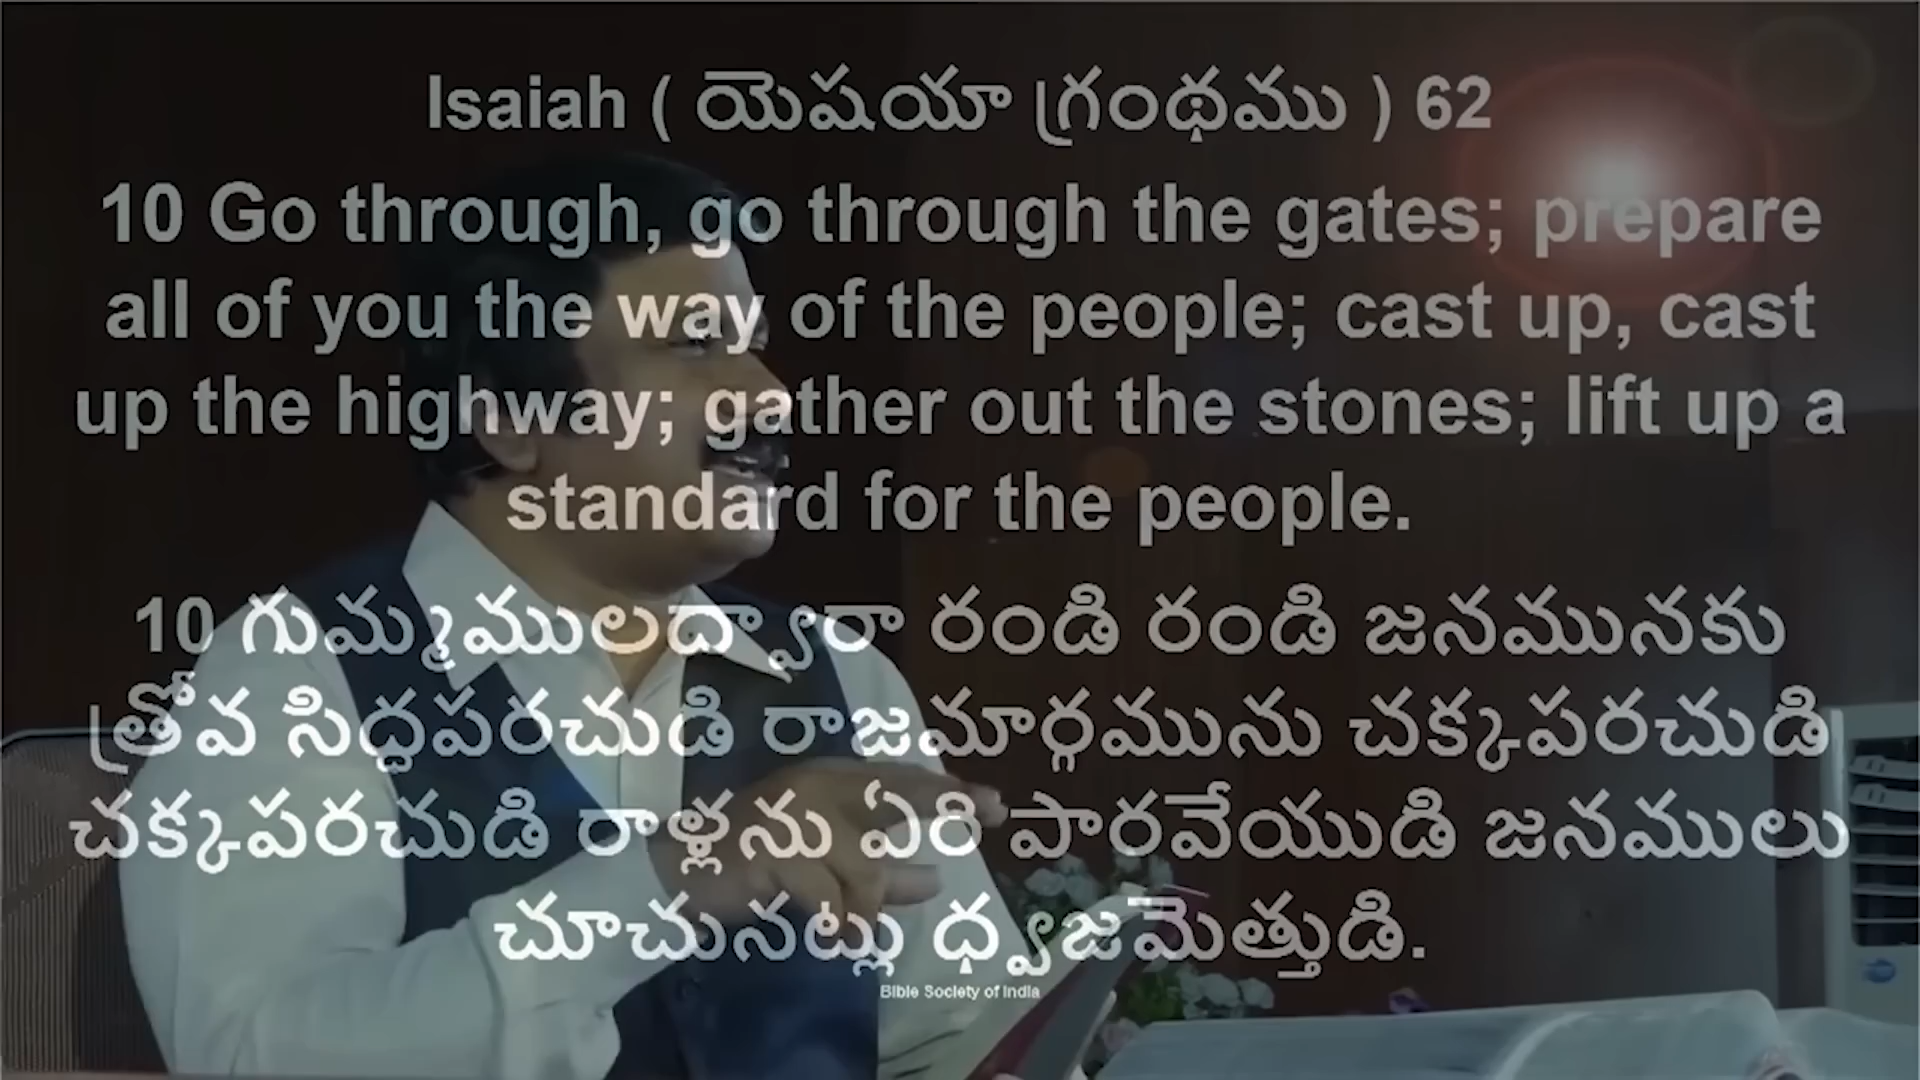 Isaiah ( యెషయా గ్రంథము ) 62
10 Go through, go through the gates; prepare
all of you the way of the people; cast up, cast
up the highway; gather out the stones; lift up a
standard for the people.
10 గుమ్మములద్వారా రండి రండి జనమునకు
త్రోవ సిద్ధపరచుడి రాజమార్గమును చక్కపరచుడి
చక్కపరచుడి రాళ్లను ఏరి పారవేయుడి జనములు
చూచునట్లు ధ్వజమెత్తుడి.
Bible Society of India